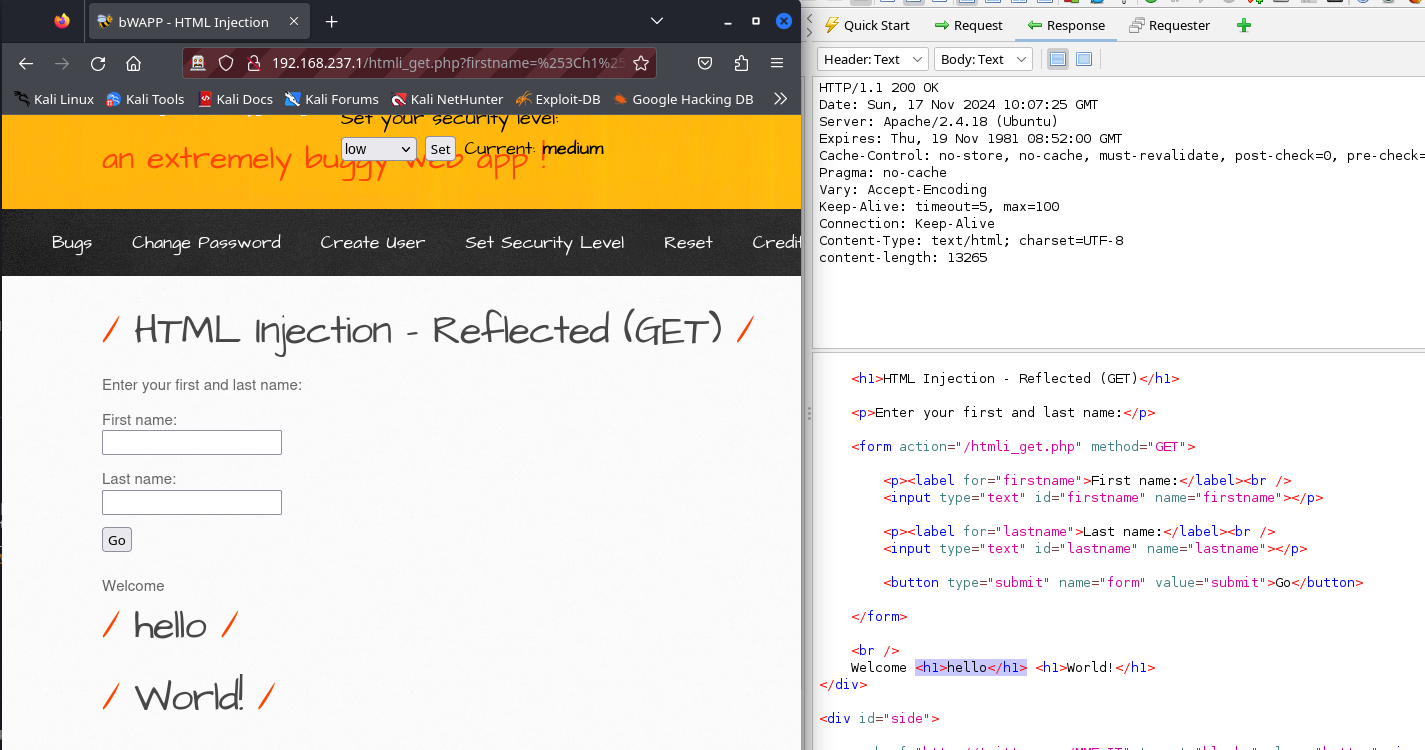 bWAPP - HTML Injection
192.168.237.1/htmli_get.php?firstname=%253Ch1%25
Kali Linux Kali Tools Kali Docs Kali Forums Kali NetHunter Exploit-DB Google Hacking DB
Set your security level:
low Set Current: medium
an extremely buggy web app !
Bugs Change Password Create User Set Security Level Reset Credit
/ HTML Injection - Reflected (GET) /
Enter your first and last name:
First name:
Last name:
Go
Welcome
/ hello /
/ World! /
Quick Start Request Response Requester
Header: Text Body: Text
HTTP/1.1 200 OK
Date: Sun, 17 Nov 2024 10:07:25 GMT
Server: Apache/2.4.18 (Ubuntu)
Expires: Thu, 19 Nov 1981 08:52:00 GMT
Cache-Control: no-store, no-cache, must-revalidate, post-check=0, pre-check=
Pragma: no-cache
Vary: Accept-Encoding
Keep-Alive: timeout=5, max=100
Connection: Keep-Alive
Content-Type: text/html; charset=UTF-8
content-length: 13265
<h1>HTML Injection - Reflected (GET)</h1>
<p>Enter your first and last name:</p>
<form action="/htmli_get.php" method="GET">
<p><label for="firstname">First name:</label><br />
<input type="text" id="firstname" name="firstname"></p>
<p><label for="lastname">Last name:</label><br />
<input type="text" id="lastname" name="lastname"></p>
<button type="submit" name="form" value="submit">Go</button>
</form>
<br />
Welcome <h1>hello</h1> <h1>World!</h1>
</div>
<div id="side">